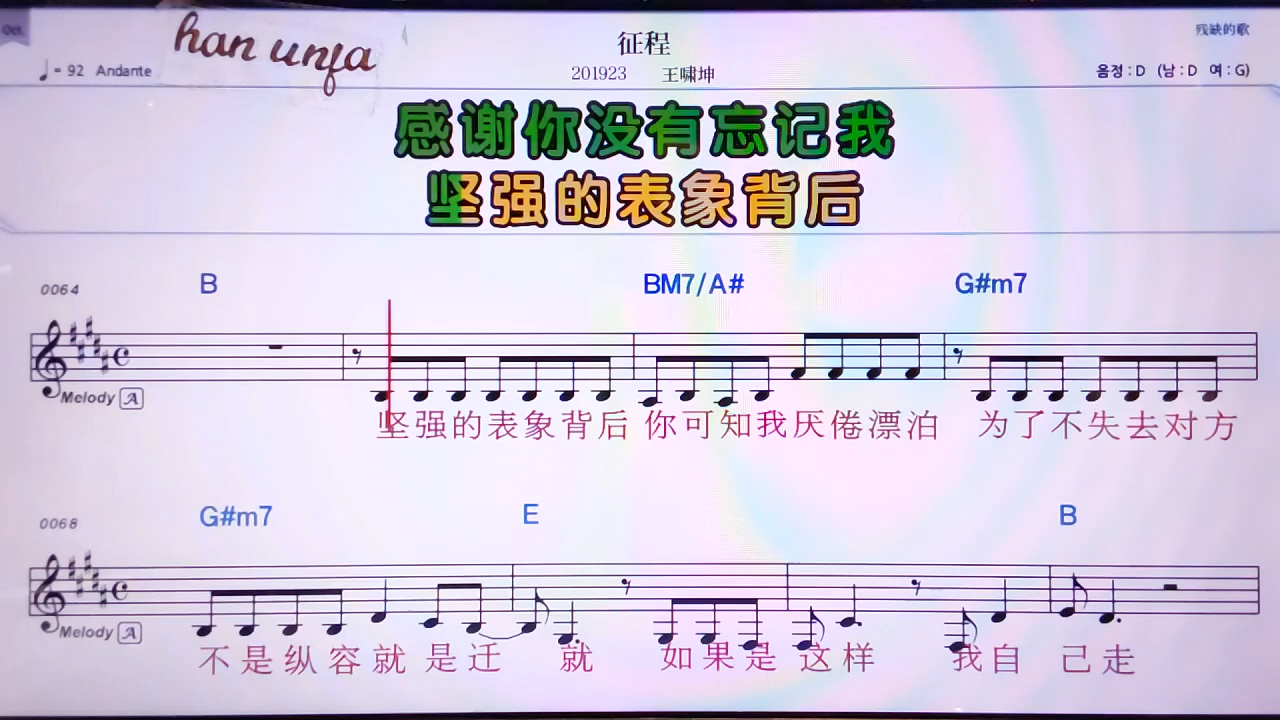 han unfa
征程
残缺的歌
♩= 92 Andante
201923 王啸坤
음정 : D (남 : D 여 : G)
感谢你没有忘记我
坚强的表象背后
0064 B BM7/A# G#m7
Melody A
坚强的表象背后 你可知我厌倦漂泊 为了不失去对方
0068 G#m7 E B
Melody A
不是纵容就是迁 就 如果是 这样 我自 己走